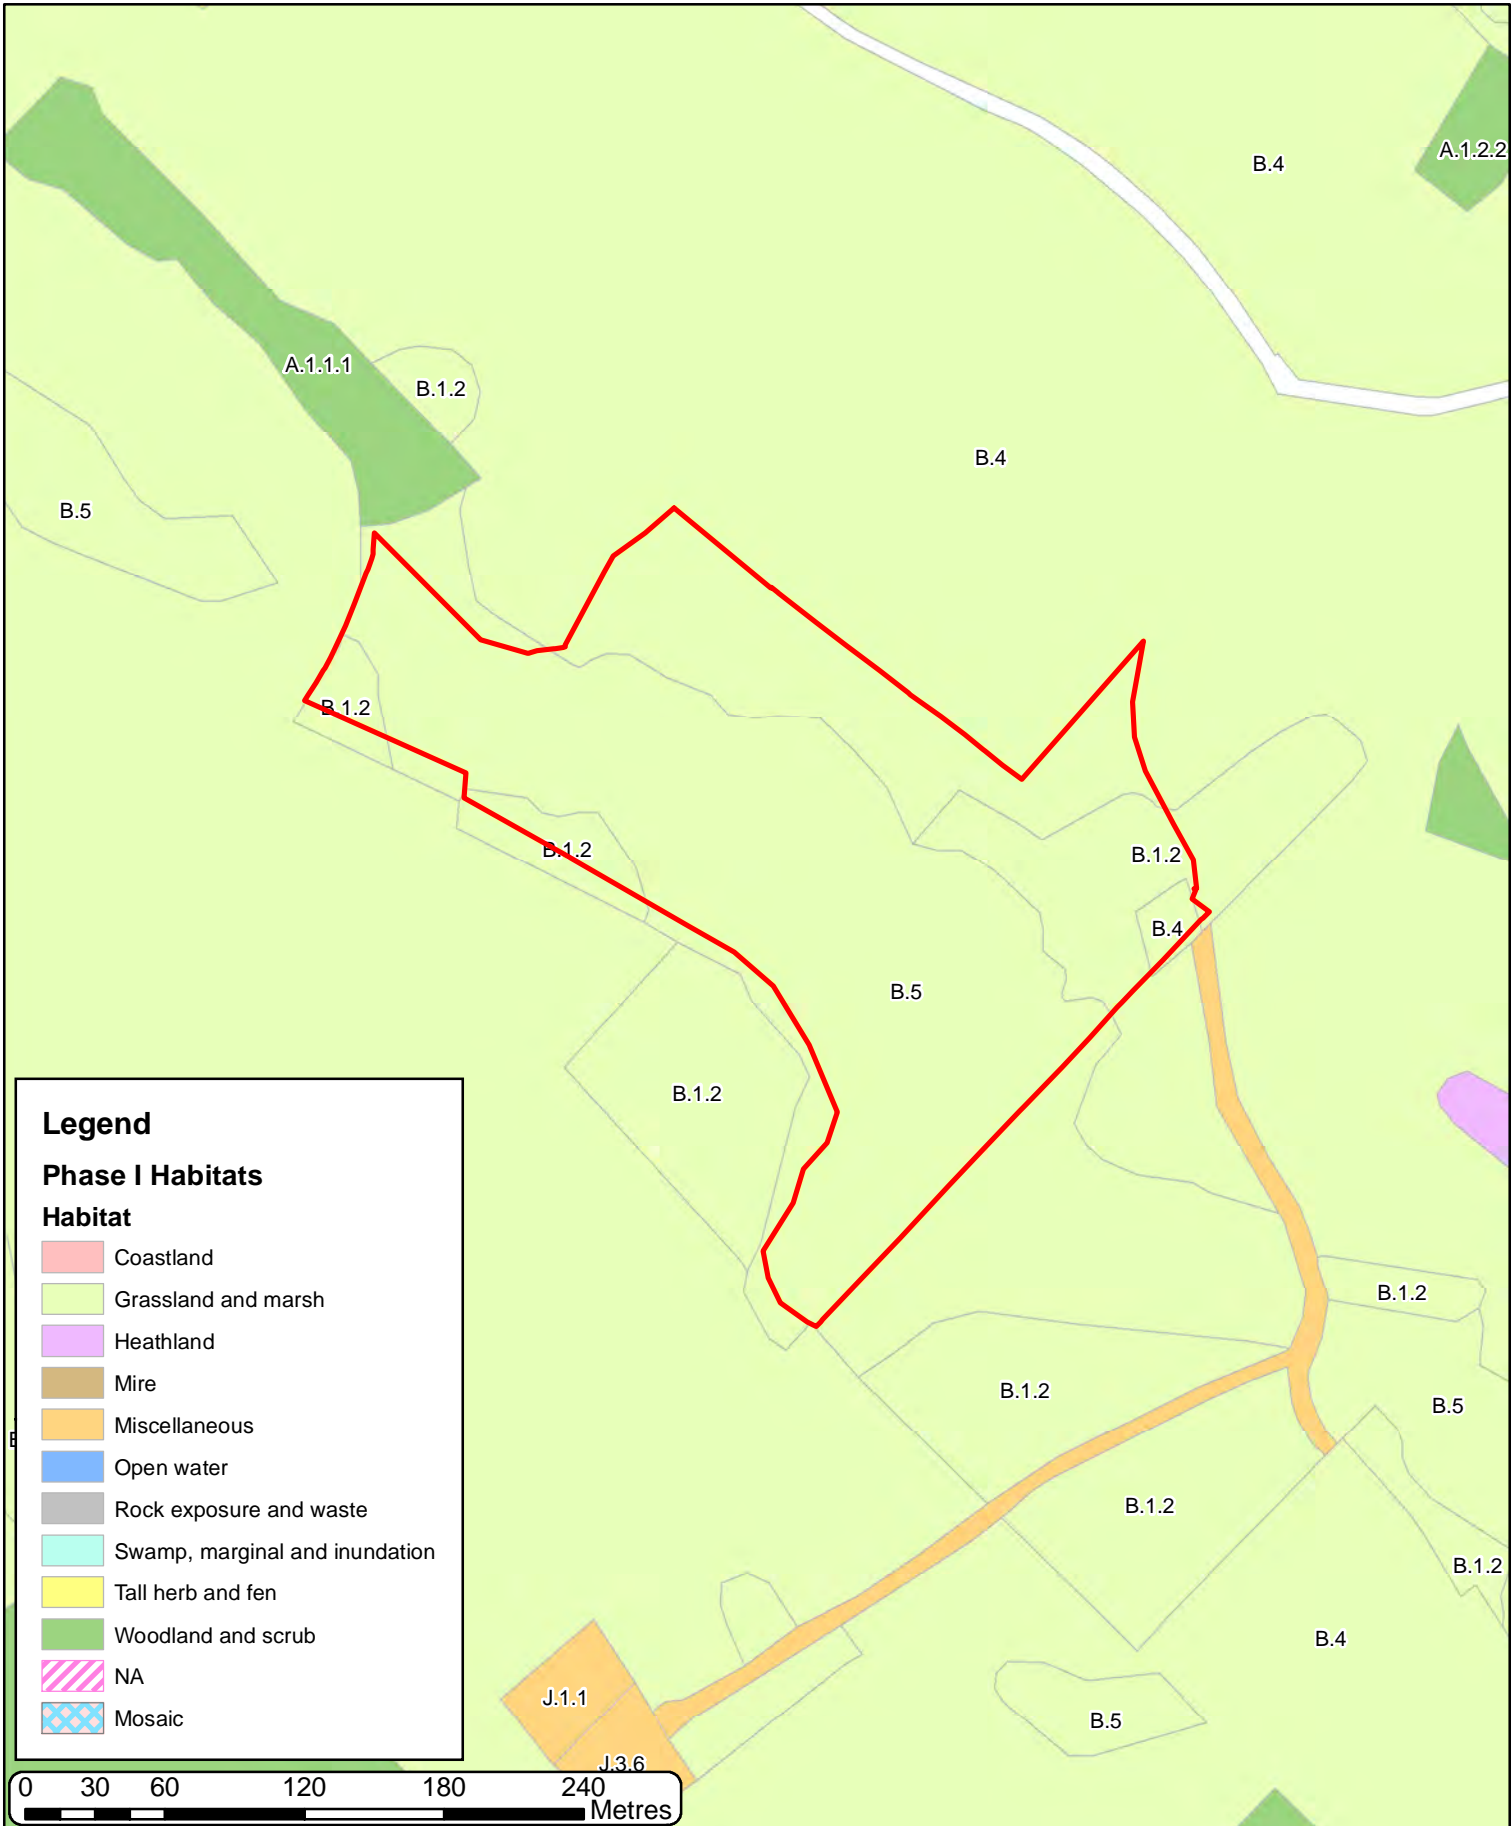 B.4
A.1.2.2
A.1.1.1
B.1.2
B.4
B.5
B.1.2
B.1.2
B.1.2
B.4
B.5
B.1.2
Legend
Phase I Habitats
Habitat
Coastland
Grassland and marsh
Heathland
Mire
Miscellaneous
Open water
Rock exposure and waste
Swamp, marginal and inundation
Tall herb and fen
Woodland and scrub
NA
Mosaic
B.1.2
B.1.2
B.5
B.1.2
B.1.2
B.4
B.5
J.1.1
J.3.6
0 30 60 120 180 240
Metres